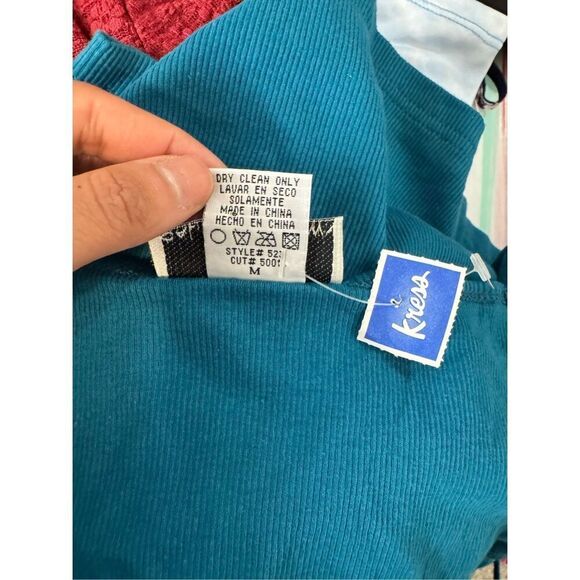 DRY CLEAN ONLY
LAVAR EN SECO
SOLAMENTE
MADE IN CHINA
HECHO EN CHINA
STYLE# 52
CUT# 500
M
kress